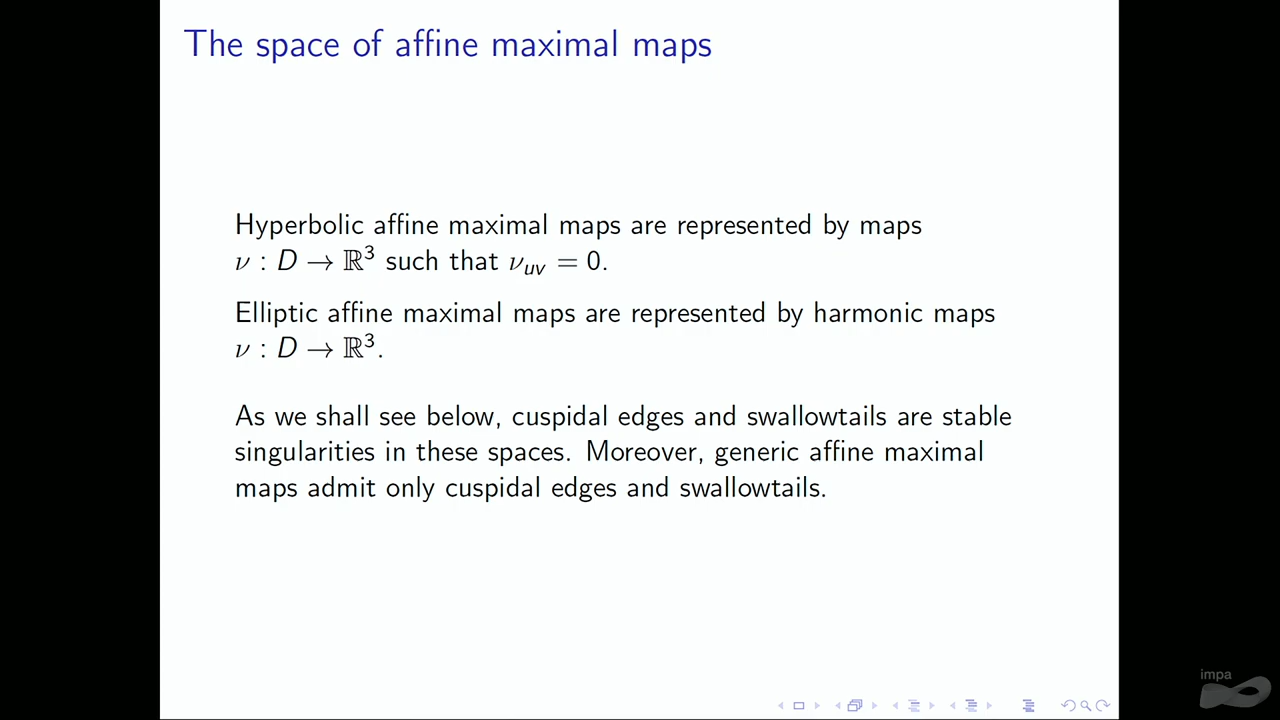 The space of affine maximal maps
Hyperbolic affine maximal maps are represented by maps
ν : D → ℝ³ such that ν_{uv} = 0.
Elliptic affine maximal maps are represented by harmonic maps
ν : D → ℝ³.
As we shall see below, cuspidal edges and swallowtails are stable
singularities in these spaces. Moreover, generic affine maximal
maps admit only cuspidal edges and swallowtails.
impa